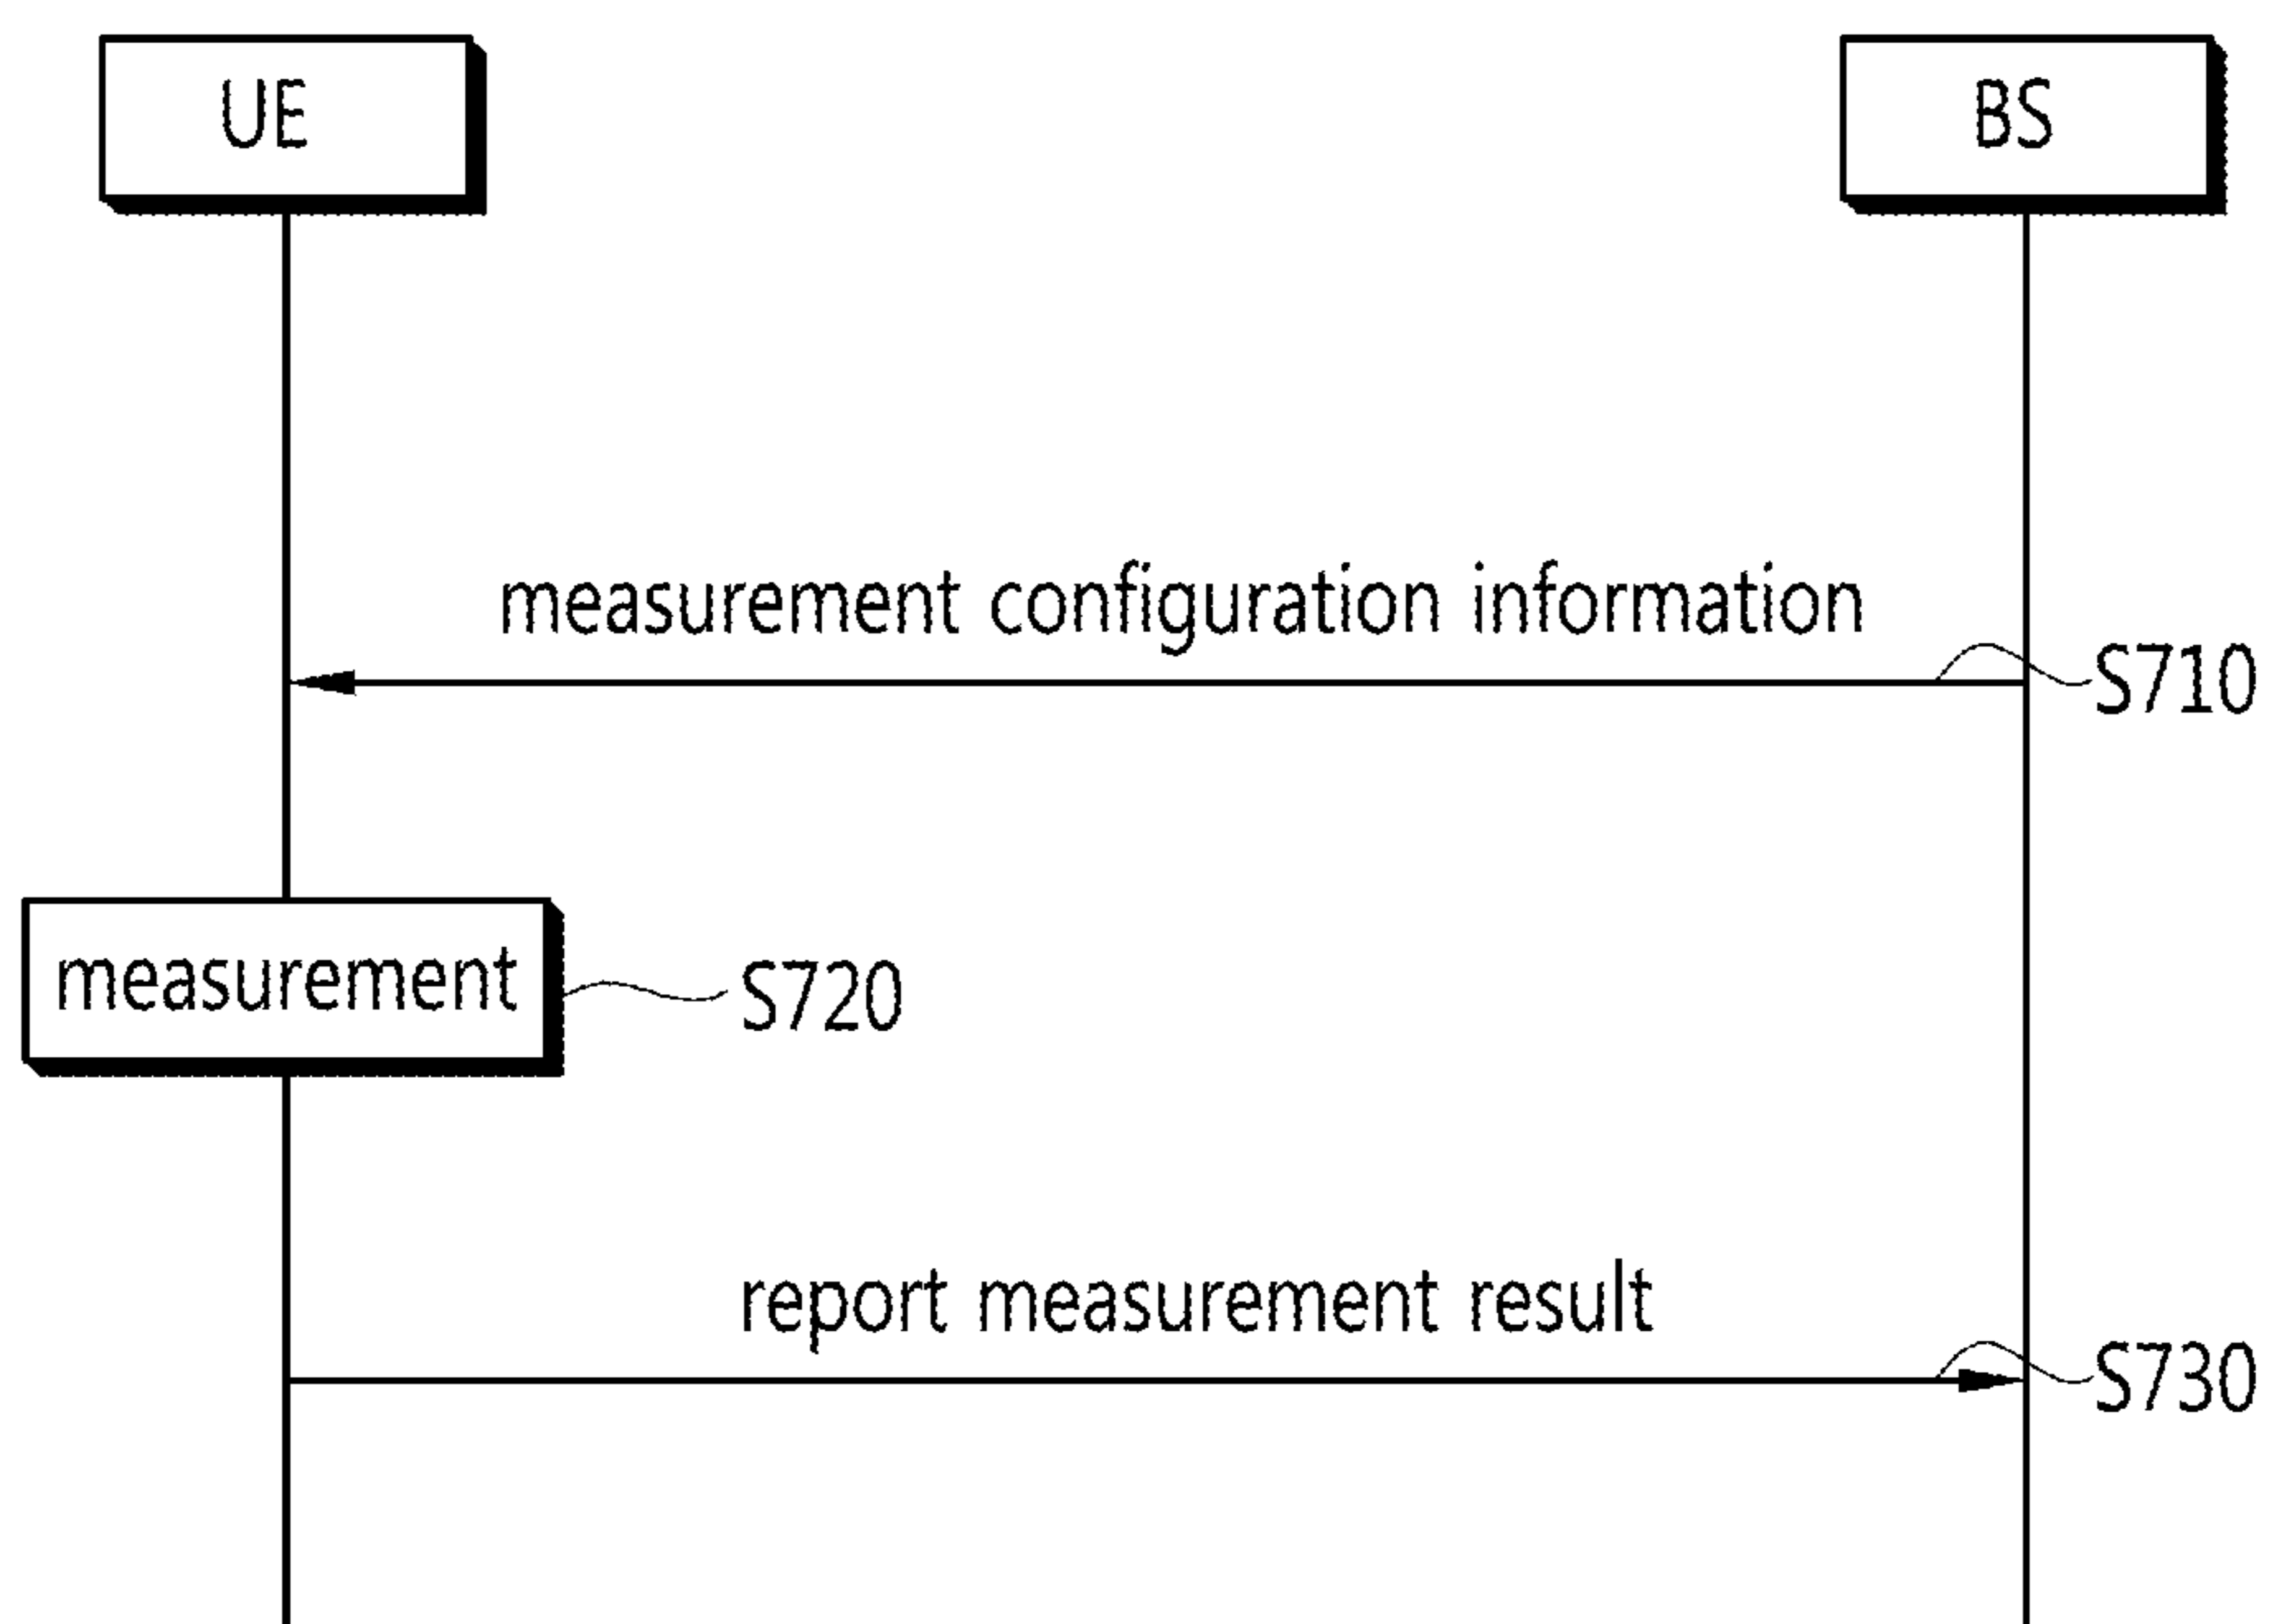 UE
BS
measurement configuration information
S710
measurement
S720
report measurement result
S730